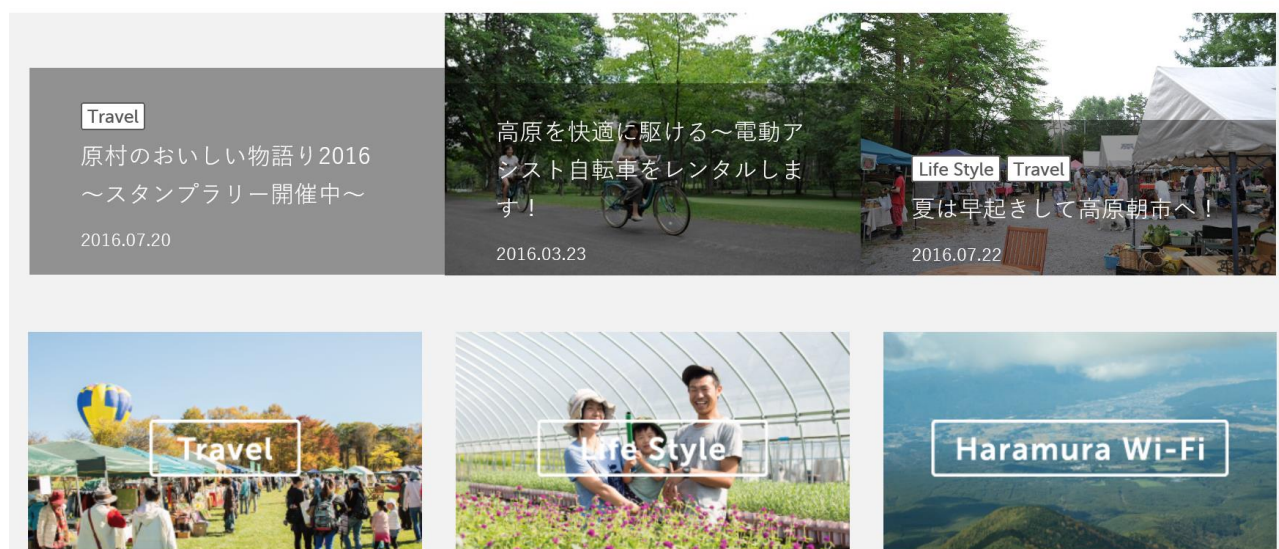 Travel
原村のおいしい物語り2016
～スタンプラリー開催中～
2016.07.20
高原を快適に駆ける～電動ア
シスト自転車をレンタルしま
す！
2016.03.23
Life Style Travel
夏は早起きして高原朝市へ！
2016.07.22
Travel
Life Style
Haramura Wi-Fi